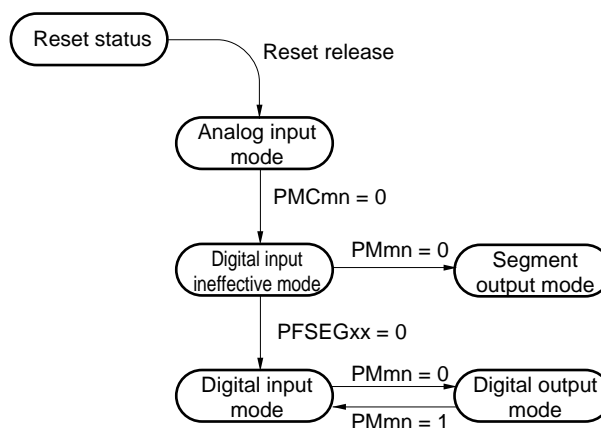 Reset status
Reset release
Analog input
mode
PMCmn = 0
Digital input
ineffective mode
PMmn = 0
Segment
output mode
PFSEGxx = 0
Digital input
mode
PMmn = 0
PMmn = 1
Digital output
mode